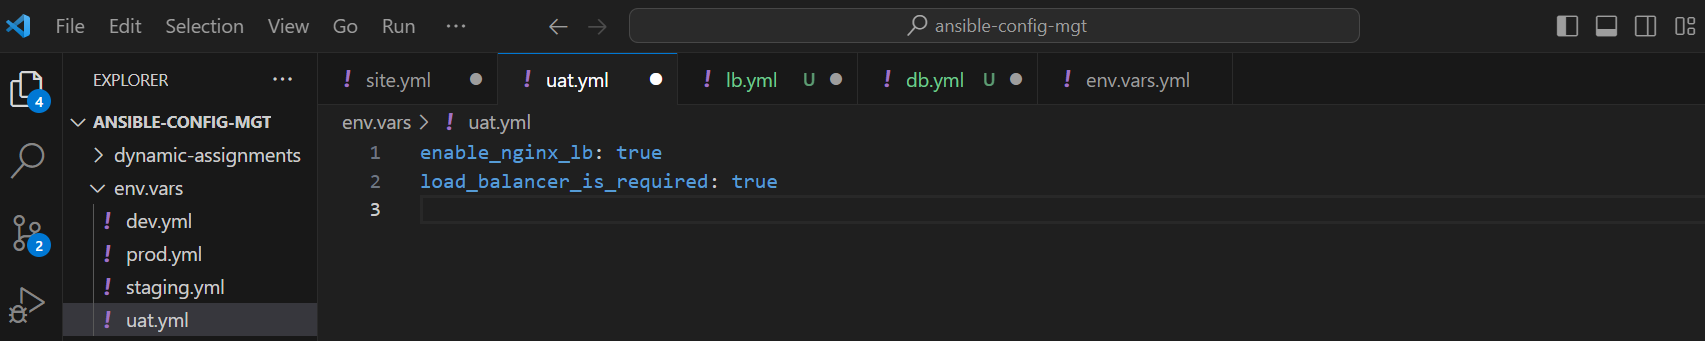 File Edit Selection View Go Run ··· ansible-config-mgt
EXPLORER ···
! site.yml ! uat.yml ! lb.yml U ! db.yml U ! env.vars.yml
4
ANSIBLE-CONFIG-MGT
env.vars > ! uat.yml
dynamic-assignments
env.vars
! dev.yml
! prod.yml
! staging.yml
! uat.yml
2
1 enable_nginx_lb: true
2 load_balancer_is_required: true
3